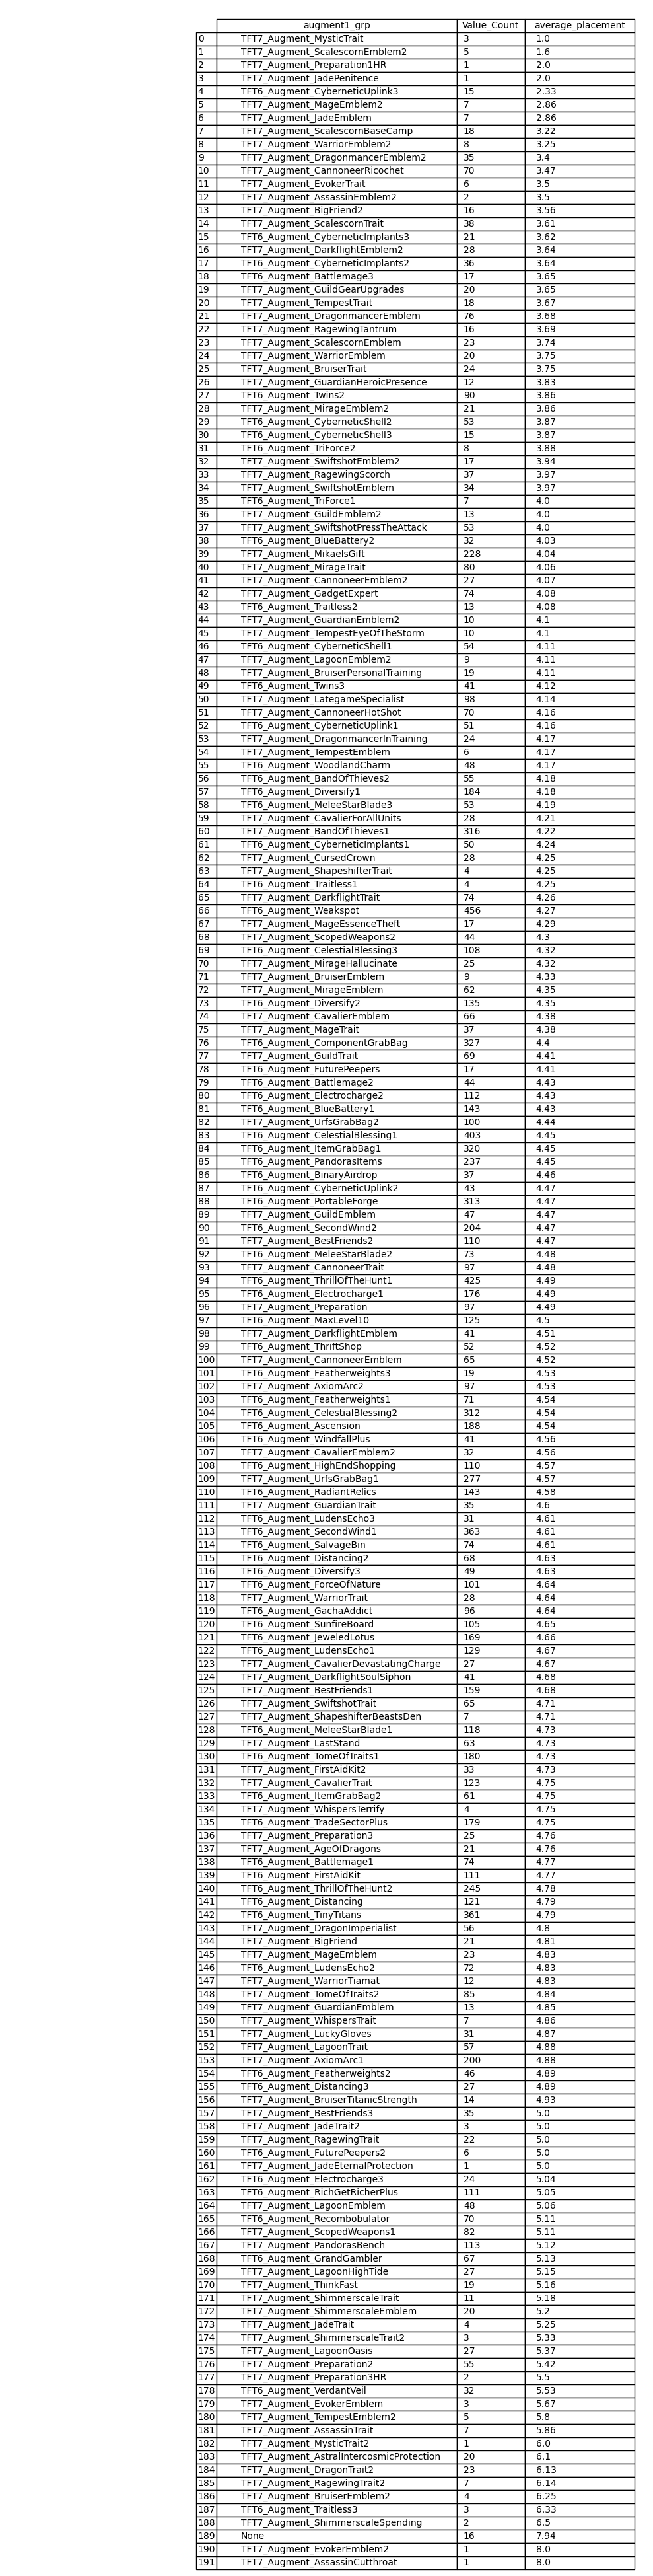 augment1_grp Value_Count average_placement
0 TFT7_Augment_MysticTrait 3 1.0
1 TFT7_Augment_ScalescornEmblem2 5 1.6
2 TFT7_Augment_Preparation1HR 1 2.0
3 TFT7_Augment_JadePenitence 1 2.0
4 TFT6_Augment_CyberneticUplink3 15 2.33
5 TFT7_Augment_MageEmblem2 7 2.86
6 TFT7_Augment_JadeEmblem 7 2.86
7 TFT7_Augment_ScalescornBaseCamp 18 3.22
8 TFT7_Augment_WarriorEmblem2 8 3.25
9 TFT7_Augment_DragonmancerEmblem2 35 3.4
10 TFT7_Augment_CannoneerRicochet 70 3.47
11 TFT7_Augment_EvokerTrait 6 3.5
12 TFT7_Augment_AssassinEmblem2 2 3.5
13 TFT7_Augment_BigFriend2 16 3.56
14 TFT7_Augment_ScalescornTrait 38 3.61
15 TFT6_Augment_CyberneticImplants3 21 3.62
16 TFT7_Augment_DarkflightEmblem2 28 3.64
17 TFT6_Augment_CyberneticImplants2 36 3.64
18 TFT6_Augment_Battlemage3 17 3.65
19 TFT7_Augment_GuildGearUpgrades 20 3.65
20 TFT7_Augment_TempestTrait 18 3.67
21 TFT7_Augment_DragonmancerEmblem 76 3.68
22 TFT7_Augment_RagewingTantrum 16 3.69
23 TFT7_Augment_ScalescornEmblem 23 3.74
24 TFT7_Augment_WarriorEmblem 20 3.75
25 TFT7_Augment_BruiserTrait 24 3.75
26 TFT7_Augment_GuardianHeroicPresence 12 3.83
27 TFT6_Augment_Twins2 90 3.86
28 TFT7_Augment_MirageEmblem2 21 3.86
29 TFT6_Augment_CyberneticShell2 53 3.87
30 TFT6_Augment_CyberneticShell3 15 3.87
31 TFT6_Augment_TriForce2 8 3.88
32 TFT7_Augment_SwiftshotEmblem2 17 3.94
33 TFT7_Augment_RagewingScorch 37 3.97
34 TFT7_Augment_SwiftshotEmblem 34 3.97
35 TFT6_Augment_TriForce1 7 4.0
36 TFT7_Augment_GuildEmblem2 13 4.0
37 TFT7_Augment_SwiftshotPressTheAttack 53 4.0
38 TFT6_Augment_BlueBattery2 32 4.03
39 TFT7_Augment_MikaelsGift 228 4.04
40 TFT7_Augment_MirageTrait 80 4.06
41 TFT7_Augment_CannoneerEmblem2 27 4.07
42 TFT7_Augment_GadgetExpert 74 4.08
43 TFT6_Augment_Traitless2 13 4.08
44 TFT7_Augment_GuardianEmblem2 10 4.1
45 TFT7_Augment_TempestEyeOfTheStorm 10 4.1
46 TFT6_Augment_CyberneticShell1 54 4.11
47 TFT7_Augment_LagoonEmblem2 9 4.11
48 TFT7_Augment_BruiserPersonalTraining 19 4.11
49 TFT6_Augment_Twins3 41 4.12
50 TFT7_Augment_LategameSpecialist 98 4.14
51 TFT7_Augment_CannoneerHotShot 70 4.16
52 TFT6_Augment_CyberneticUplink1 51 4.16
53 TFT7_Augment_DragonmancerInTraining 24 4.17
54 TFT7_Augment_TempestEmblem 6 4.17
55 TFT6_Augment_WoodlandCharm 48 4.17
56 TFT6_Augment_BandOfThieves2 55 4.18
57 TFT6_Augment_Diversify1 184 4.18
58 TFT6_Augment_MeleeStarBlade3 53 4.19
59 TFT7_Augment_CavalierForAllUnits 28 4.21
60 TFT7_Augment_BandOfThieves1 316 4.22
61 TFT6_Augment_CyberneticImplants1 50 4.24
62 TFT7_Augment_CursedCrown 28 4.25
63 TFT7_Augment_ShapeshifterTrait 4 4.25
64 TFT6_Augment_Traitless1 4 4.25
65 TFT7_Augment_DarkflightTrait 74 4.26
66 TFT6_Augment_Weakspot 456 4.27
67 TFT7_Augment_MageEssenceTheft 17 4.29
68 TFT7_Augment_ScopedWeapons2 44 4.3
69 TFT6_Augment_CelestialBlessing3 108 4.32
70 TFT7_Augment_MirageHallucinate 25 4.32
71 TFT7_Augment_BruiserEmblem 9 4.33
72 TFT7_Augment_MirageEmblem 62 4.35
73 TFT6_Augment_Diversify2 135 4.35
74 TFT7_Augment_CavalierEmblem 66 4.38
75 TFT7_Augment_MageTrait 37 4.38
76 TFT6_Augment_ComponentGrabBag 327 4.4
77 TFT7_Augment_GuildTrait 69 4.41
78 TFT6_Augment_FuturePeepers 17 4.41
79 TFT6_Augment_Battlemage2 44 4.43
80 TFT6_Augment_Electrocharge2 112 4.43
81 TFT6_Augment_BlueBattery1 143 4.43
82 TFT7_Augment_UrfsGrabBag2 100 4.44
83 TFT6_Augment_CelestialBlessing1 403 4.45
84 TFT6_Augment_ItemGrabBag1 320 4.45
85 TFT6_Augment_PandorasItems 237 4.45
86 TFT6_Augment_BinaryAirdrop 37 4.46
87 TFT6_Augment_CyberneticUplink2 43 4.47
88 TFT6_Augment_PortableForge 313 4.47
89 TFT7_Augment_GuildEmblem 47 4.47
90 TFT6_Augment_SecondWind2 204 4.47
91 TFT7_Augment_BestFriends2 110 4.47
92 TFT6_Augment_MeleeStarBlade2 73 4.48
93 TFT7_Augment_CannoneerTrait 97 4.48
94 TFT6_Augment_ThrillOfTheHunt1 425 4.49
95 TFT6_Augment_Electrocharge1 176 4.49
96 TFT7_Augment_Preparation 97 4.49
97 TFT6_Augment_MaxLevel10 125 4.5
98 TFT7_Augment_DarkflightEmblem 41 4.51
99 TFT6_Augment_ThriftShop 52 4.52
100 TFT7_Augment_CannoneerEmblem 65 4.52
101 TFT6_Augment_Featherweights3 19 4.53
102 TFT7_Augment_AxiomArc2 97 4.53
103 TFT6_Augment_Featherweights1 71 4.54
104 TFT6_Augment_CelestialBlessing2 312 4.54
105 TFT6_Augment_Ascension 188 4.54
106 TFT6_Augment_WindfallPlus 41 4.56
107 TFT7_Augment_CavalierEmblem2 32 4.56
108 TFT6_Augment_HighEndShopping 110 4.57
109 TFT7_Augment_UrfsGrabBag1 277 4.57
110 TFT6_Augment_RadiantRelics 143 4.58
111 TFT7_Augment_GuardianTrait 35 4.6
112 TFT6_Augment_LudensEcho3 31 4.61
113 TFT6_Augment_SecondWind1 363 4.61
114 TFT6_Augment_SalvageBin 74 4.61
115 TFT6_Augment_Distancing2 68 4.63
116 TFT6_Augment_Diversify3 49 4.63
117 TFT6_Augment_ForceOfNature 101 4.64
118 TFT7_Augment_WarriorTrait 28 4.64
119 TFT6_Augment_GachaAddict 96 4.64
120 TFT6_Augment_SunfireBoard 105 4.65
121 TFT6_Augment_JeweledLotus 169 4.66
122 TFT6_Augment_LudensEcho1 129 4.67
123 TFT7_Augment_CavalierDevastatingCharge 27 4.67
124 TFT7_Augment_DarkflightSoulSiphon 41 4.68
125 TFT7_Augment_BestFriends1 159 4.68
126 TFT7_Augment_SwiftshotTrait 65 4.71
127 TFT7_Augment_ShapeshifterBeastsDen 7 4.71
128 TFT6_Augment_MeleeStarBlade1 118 4.73
129 TFT7_Augment_LastStand 63 4.73
130 TFT6_Augment_TomeOfTraits1 180 4.73
131 TFT7_Augment_FirstAidKit2 33 4.73
132 TFT7_Augment_CavalierTrait 123 4.75
133 TFT6_Augment_ItemGrabBag2 61 4.75
134 TFT7_Augment_WhispersTerrify 4 4.75
135 TFT6_Augment_TradeSectorPlus 179 4.75
136 TFT7_Augment_Preparation3 25 4.76
137 TFT7_Augment_AgeOfDragons 21 4.76
138 TFT6_Augment_Battlemage1 74 4.77
139 TFT6_Augment_FirstAidKit 111 4.77
140 TFT6_Augment_ThrillOfTheHunt2 245 4.78
141 TFT6_Augment_Distancing 121 4.79
142 TFT6_Augment_TinyTitans 361 4.79
143 TFT7_Augment_DragonImperialist 56 4.8
144 TFT7_Augment_BigFriend 21 4.81
145 TFT7_Augment_MageEmblem 23 4.83
146 TFT6_Augment_LudensEcho2 72 4.83
147 TFT7_Augment_WarriorTiamat 12 4.83
148 TFT7_Augment_TomeOfTraits2 85 4.84
149 TFT7_Augment_GuardianEmblem 13 4.85
150 TFT7_Augment_WhispersTrait 7 4.86
151 TFT7_Augment_LuckyGloves 31 4.87
152 TFT7_Augment_LagoonTrait 57 4.88
153 TFT7_Augment_AxiomArc1 200 4.88
154 TFT6_Augment_Featherweights2 46 4.89
155 TFT6_Augment_Distancing3 27 4.89
156 TFT7_Augment_BruiserTitanicStrength 14 4.93
157 TFT7_Augment_BestFriends3 35 5.0
158 TFT7_Augment_JadeTrait2 3 5.0
159 TFT7_Augment_RagewingTrait 22 5.0
160 TFT6_Augment_FuturePeepers2 6 5.0
161 TFT7_Augment_JadeEternalProtection 1 5.0
162 TFT6_Augment_Electrocharge3 24 5.04
163 TFT6_Augment_RichGetRicherPlus 111 5.05
164 TFT7_Augment_LagoonEmblem 48 5.06
165 TFT6_Augment_Recombobulator 70 5.11
166 TFT7_Augment_ScopedWeapons1 82 5.11
167 TFT7_Augment_PandorasBench 113 5.12
168 TFT6_Augment_GrandGambler 67 5.13
169 TFT7_Augment_LagoonHighTide 27 5.15
170 TFT7_Augment_ThinkFast 19 5.16
171 TFT7_Augment_ShimmerscaleTrait 11 5.18
172 TFT7_Augment_ShimmerscaleEmblem 20 5.2
173 TFT7_Augment_JadeTrait 4 5.25
174 TFT7_Augment_ShimmerscaleTrait2 3 5.33
175 TFT7_Augment_LagoonOasis 27 5.37
176 TFT7_Augment_Preparation2 55 5.42
177 TFT7_Augment_Preparation3HR 2 5.5
178 TFT6_Augment_VerdantVeil 32 5.53
179 TFT7_Augment_EvokerEmblem 3 5.67
180 TFT7_Augment_TempestEmblem2 5 5.8
181 TFT7_Augment_AssassinTrait 7 5.86
182 TFT7_Augment_MysticTrait2 1 6.0
183 TFT7_Augment_AstralIntercosmicProtection 20 6.1
184 TFT7_Augment_DragonTrait2 23 6.13
185 TFT7_Augment_RagewingTrait2 7 6.14
186 TFT7_Augment_BruiserEmblem2 4 6.25
187 TFT6_Augment_Traitless3 3 6.33
188 TFT7_Augment_ShimmerscaleSpending 2 6.5
189 None 16 7.94
190 TFT7_Augment_EvokerEmblem2 1 8.0
191 TFT7_Augment_AssassinCutthroat 1 8.0